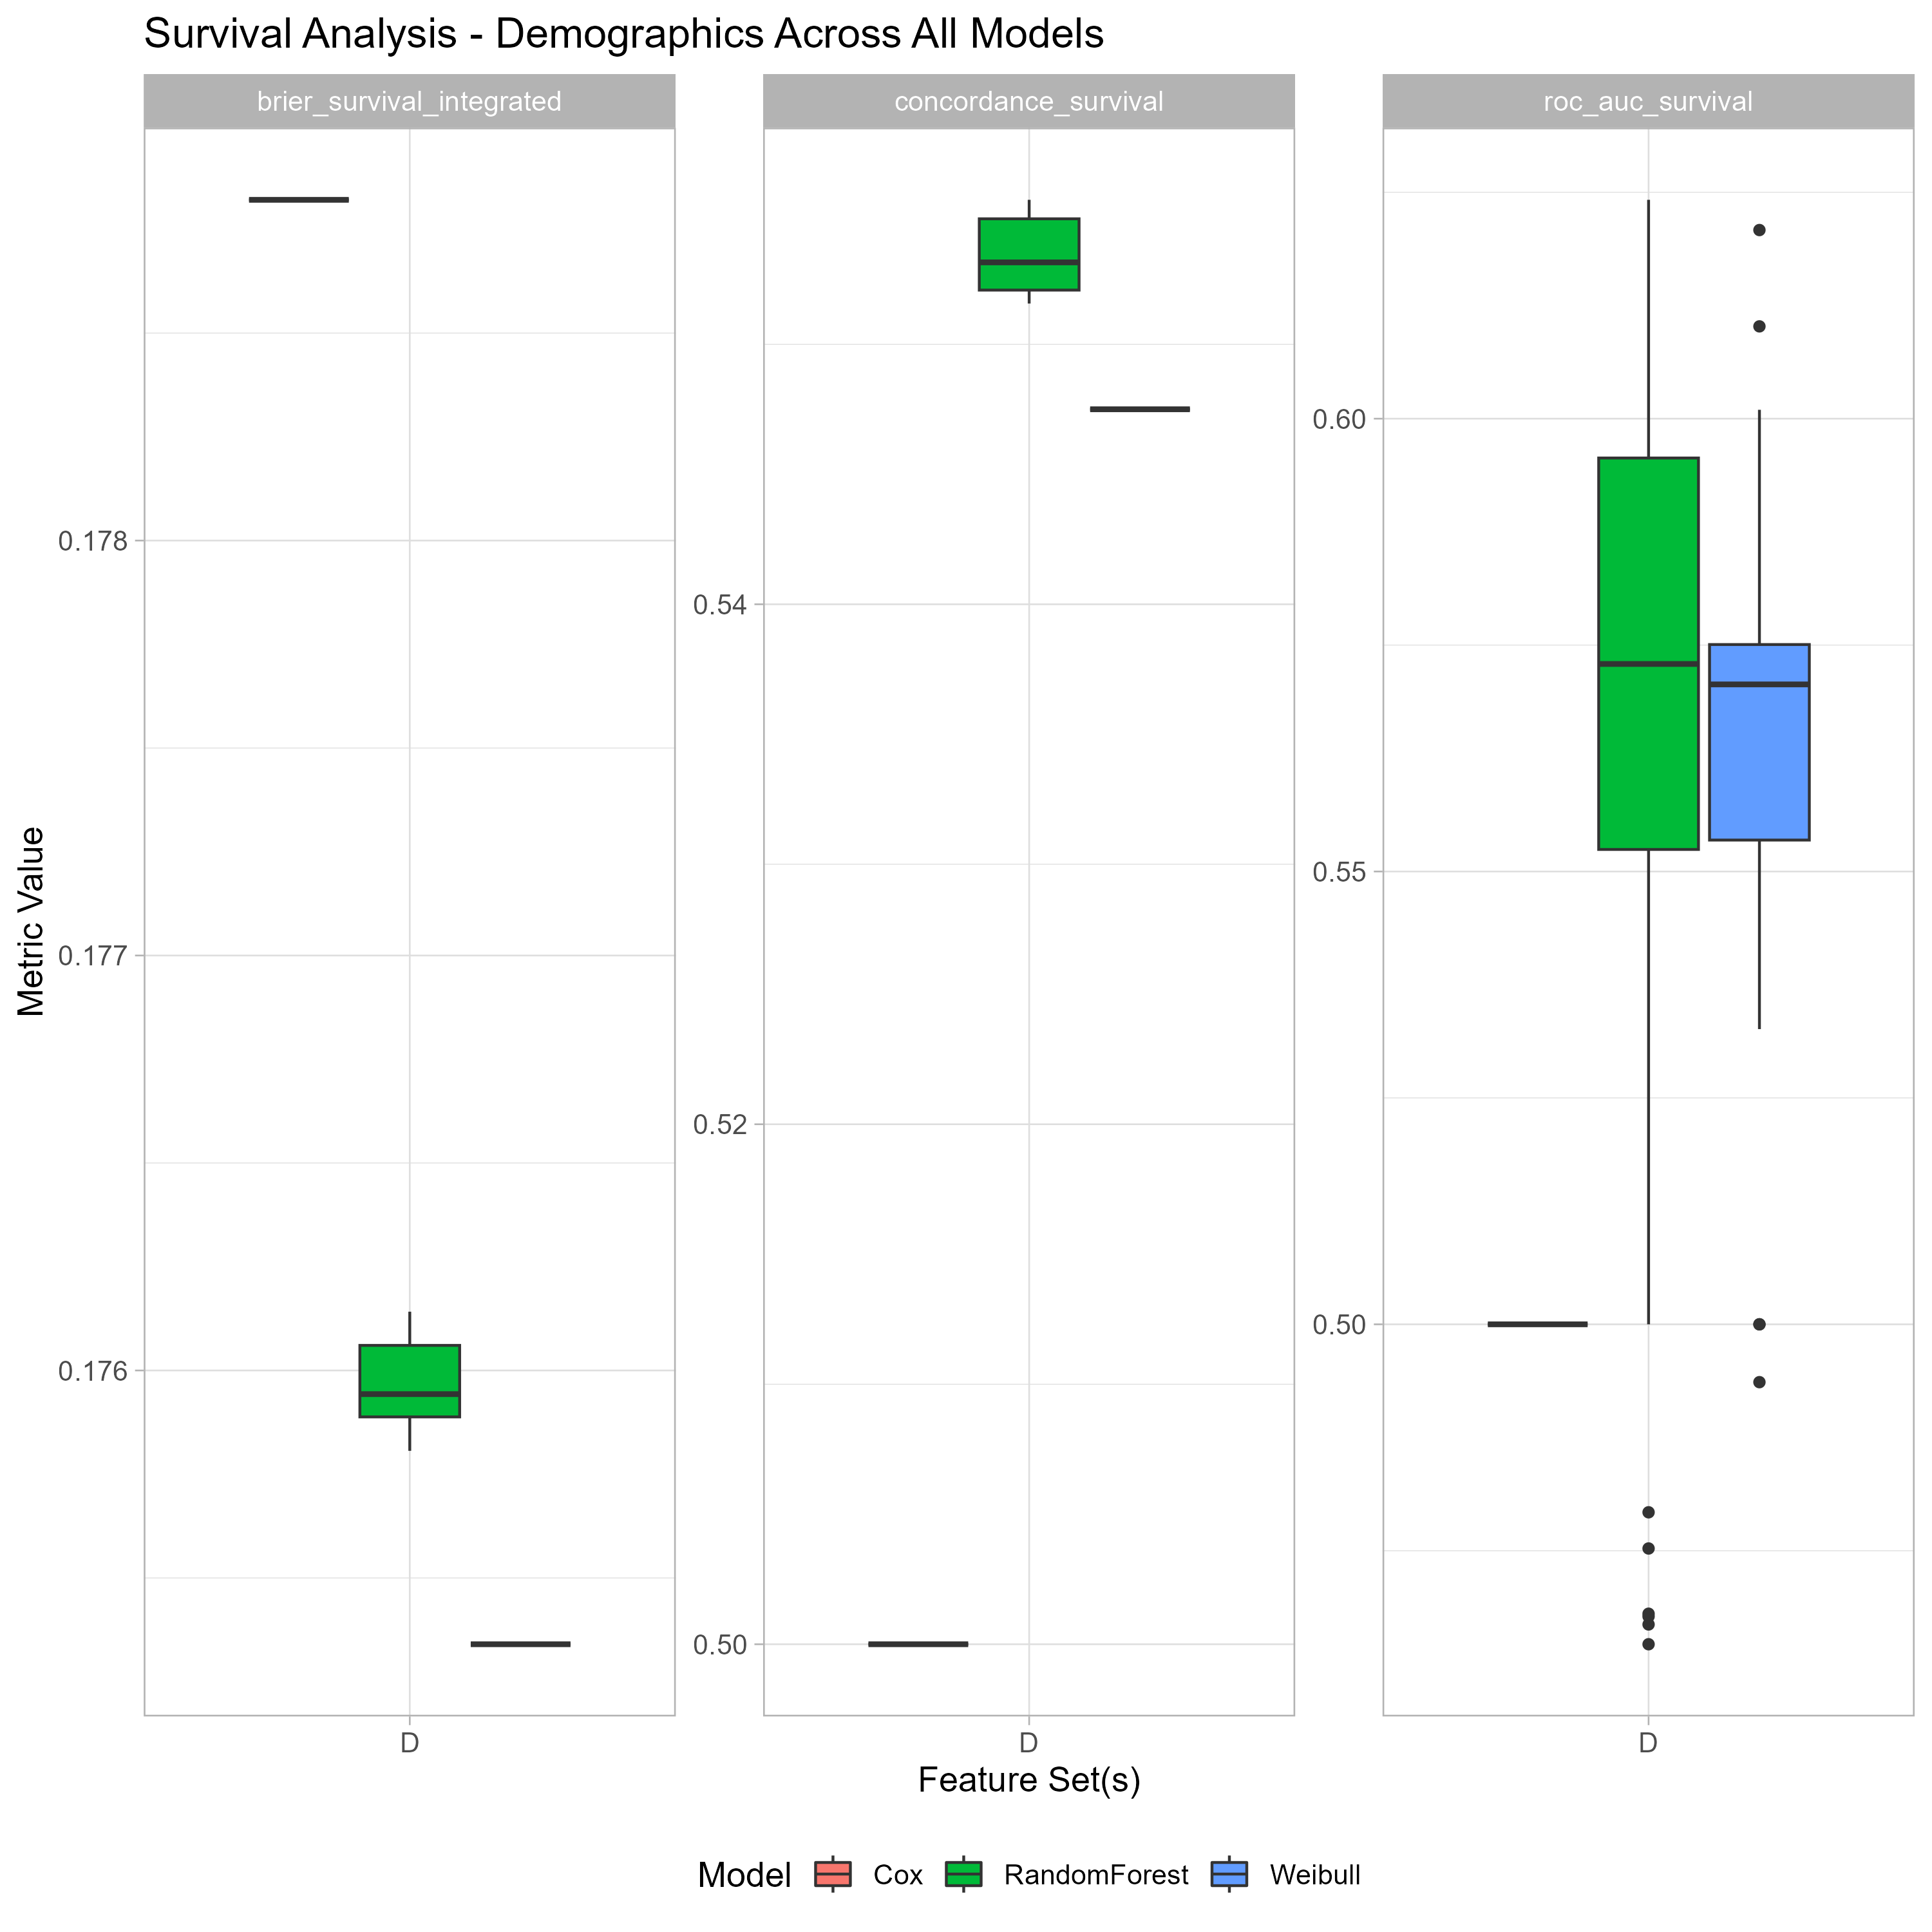 Survival Analysis - Demographics Across All Models
brier_survival_integrated
concordance_survival
roc_auc_survival
Metric Value
0.178
0.177
0.176
0.54
0.52
0.50
0.60
0.55
0.50
D
D
D
Feature Set(s)
Model Cox RandomForest Weibull